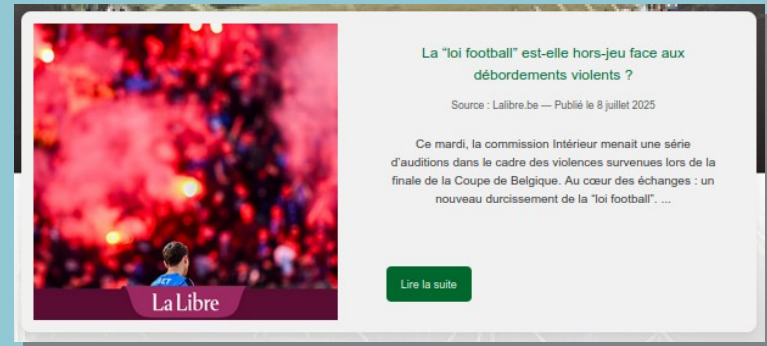 La “loi football” est-elle hors-jeu face aux
débordements violents ?
Source : Lalibre.be — Publié le 8 juillet 2025
Ce mardi, la commission Intérieur menait une série
d'auditions dans le cadre des violences survenues lors de la
finale de la Coupe de Belgique. Au cœur des échanges : un
nouveau durcissement de la “loi football”. ...
Lire la suite
La Libre